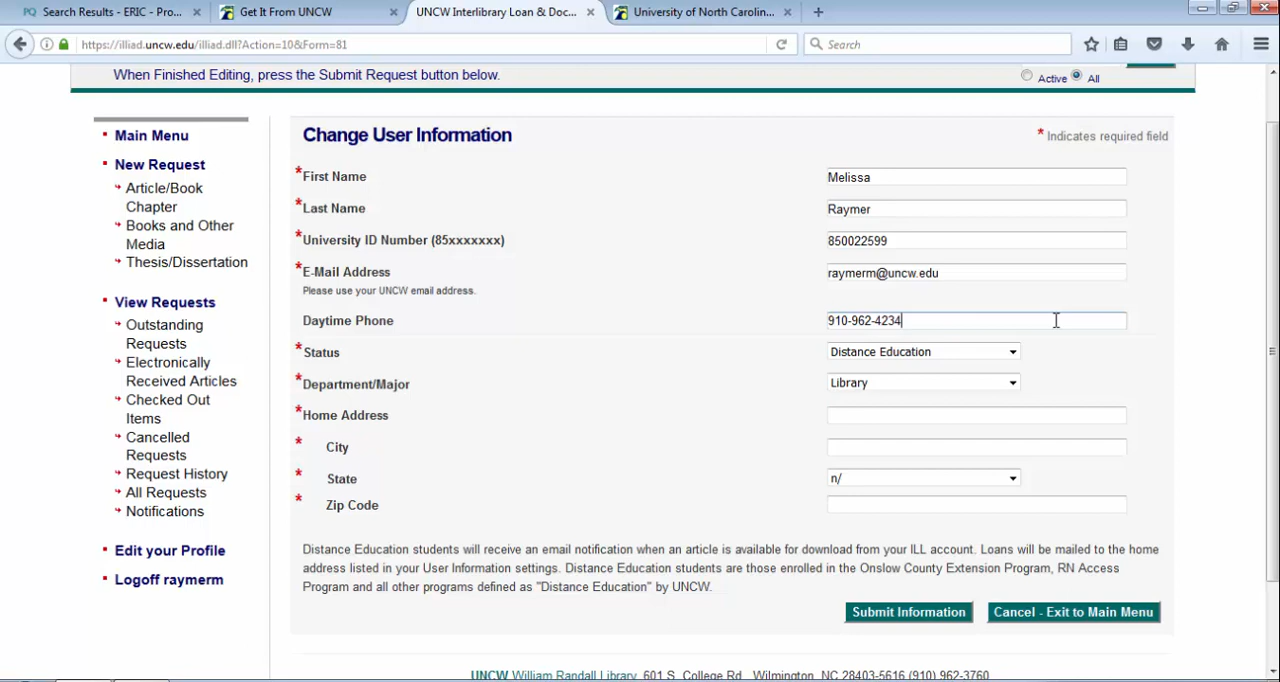 Search Results - ERIC - Pro...
Get It From UNCW
UNCW Interlibrary Loan & Doc...
University of North Carolin...
https://illiad.uncw.edu/illiad.dll?Action=10&Form=81
Search
When Finished Editing, press the Submit Request button below.
Active All
Main Menu
New Request
Article/Book
Chapter
Books and Other
Media
Thesis/Dissertation
View Requests
Outstanding
Requests
Electronically
Received Articles
Checked Out
Items
Cancelled
Requests
Request History
All Requests
Notifications
Edit your Profile
Logoff raymerm
Change User Information
* Indicates required field
*First Name Melissa
*Last Name Raymer
*University ID Number (85xxxxxxx) 850022599
*E-Mail Address raymerm@uncw.edu
Please use your UNCW email address.
Daytime Phone 910-962-4234
*Status Distance Education
*Department/Major Library
*Home Address
* City
* State n/
* Zip Code
Distance Education students will receive an email notification when an article is available for download from your ILL account. Loans will be mailed to the home
address listed in your User Information settings. Distance Education students are those enrolled in the Onslow County Extension Program, RN Access
Program and all other programs defined as "Distance Education" by UNCW.
Submit Information Cancel - Exit to Main Menu
UNCW William Randall Library, 601 S. College Rd., Wilmington, NC 28403-5616 (910) 962-3760